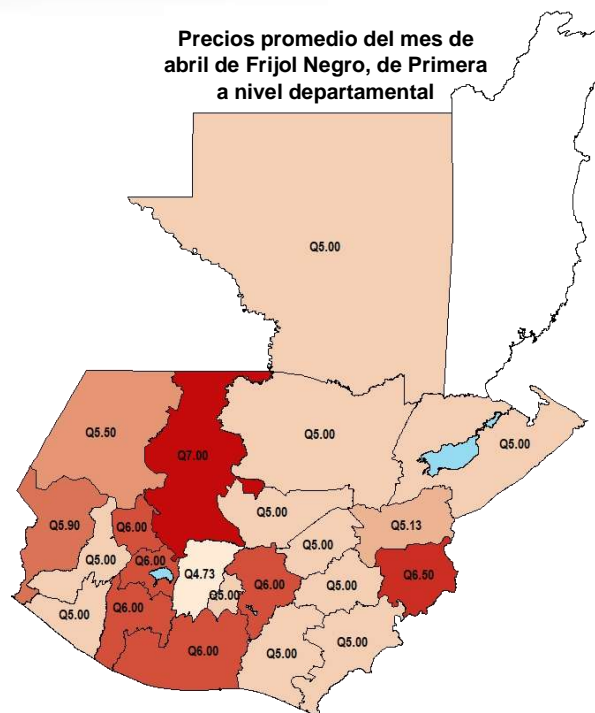 Precios promedio del mes de
abril de Frijol Negro, de Primera
a nivel departamental
Q5.00
Q5.50
Q7.00
Q5.00
Q5.00
Q5.90
Q5.00
Q6.00
Q5.00
Q5.13
Q5.00
Q6.00
Q4.73
Q5.00
Q6.00
Q5.00
Q6.50
Q5.00
Q6.00
Q6.00
Q5.00
Q5.00